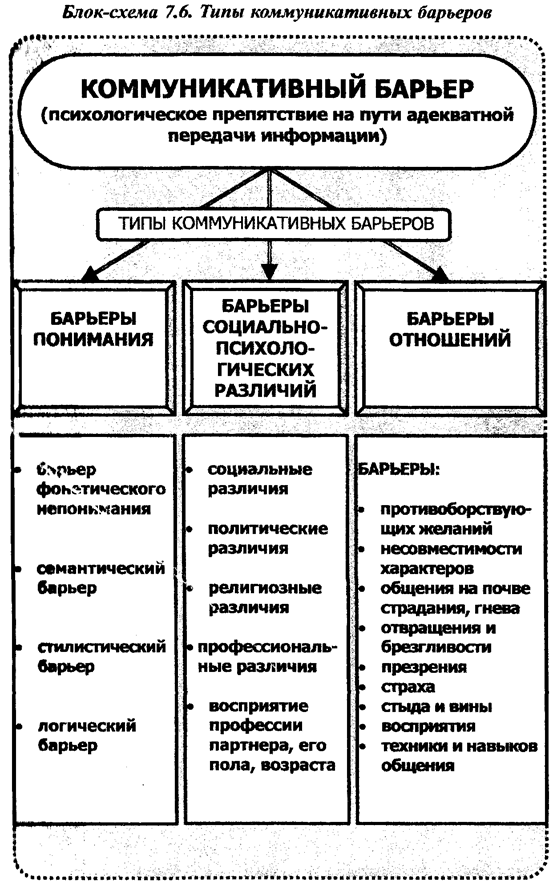 Блок-схема 7.6. Типы коммуникативных барьеров
КОММУНИКАТИВНЫЙ БАРЬЕР
(психологическое препятствие на пути адекватной
передачи информации)
ТИПЫ КОММУНИКАТИВНЫХ БАРЬЕРОВ
БАРЬЕРЫ
ПОНИМАНИЯ
БАРЬЕРЫ
СОЦИАЛЬНО-
ПСИХОЛО-
ГИЧЕСКИХ
РАЗЛИЧИЙ
БАРЬЕРЫ
ОТНОШЕНИЙ
• барьер
фонетического
непонимания
• семантический
барьер
• стилистический
барьер
• логический
барьер
• социальные
различия
• политические
различия
• религиозные
различия
• профессиональ-
ные различия
• восприятие
профессии
партнера, его
пола, возраста
БАРЬЕРЫ:
• противоборствую-
щих желаний
• несовместимости
характеров
• общения на почве
страдания, гнева
• отвращения и
брезгливости
• презрения
• страха
• стыда и вины
• восприятия
• техники и навыков
общения